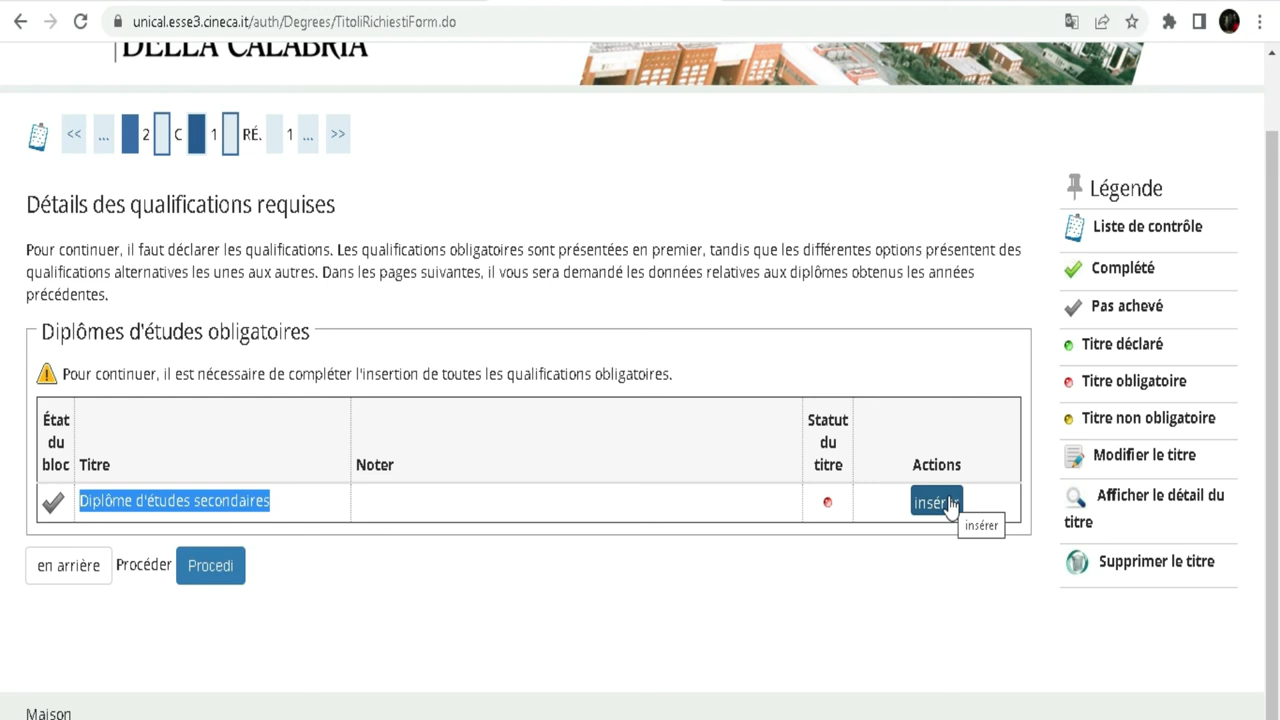 unical.esse3.cineca.it/auth/Degrees/TitoliRichiestiForm.do
DELLA CALABRIA
<< ... 2 C 1 RÉ. 1 ... >>
Détails des qualifications requises
Pour continuer, il faut déclarer les qualifications. Les qualifications obligatoires sont présentées en premier, tandis que les différentes options présentent des
qualifications alternatives les unes aux autres. Dans les pages suivantes, il vous sera demandé les données relatives aux diplômes obtenus les années
précédentes.
Diplômes d'études obligatoires
Pour continuer, il est nécessaire de compléter l'insertion de toutes les qualifications obligatoires.
État
du
bloc
Titre
Noter
Statut
du
titre
Actions
Diplôme d'études secondaires
insérer
insérer
en arrière Procéder Procedi
Légende
Liste de contrôle
Complété
Pas achevé
Titre déclaré
Titre obligatoire
Titre non obligatoire
Modifier le titre
Afficher le détail du
titre
Supprimer le titre
Maison